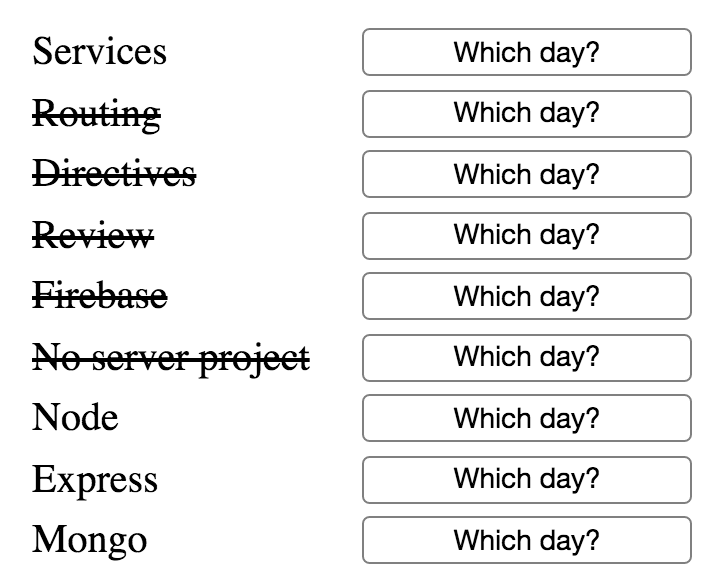 Services Which day?
Routing Which day?
Directives Which day?
Review Which day?
Firebase Which day?
No server project Which day?
Node Which day?
Express Which day?
Mongo Which day?